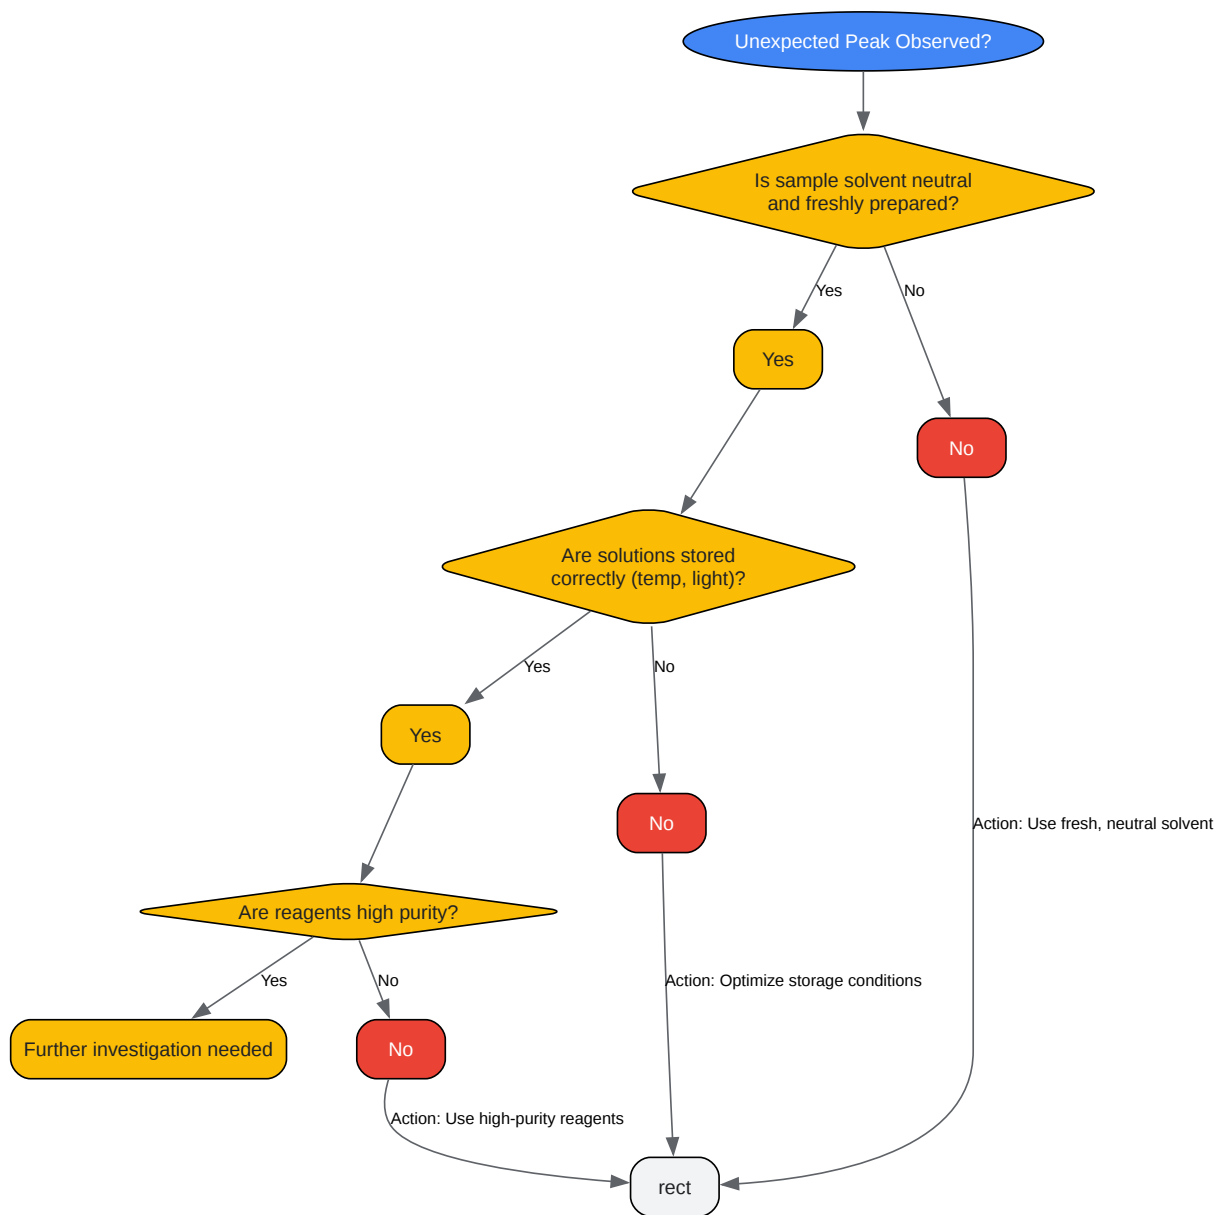 Unexpected Peak Observed?
Is sample solvent neutral
and freshly prepared?
Yes
No
Yes
No
Are solutions stored
correctly (temp, light)?
Yes
No
Yes
No
Action: Use fresh, neutral solvent
Are reagents high purity?
Yes
No
Action: Optimize storage conditions
Further investigation needed
No
Action: Use high-purity reagents
rect